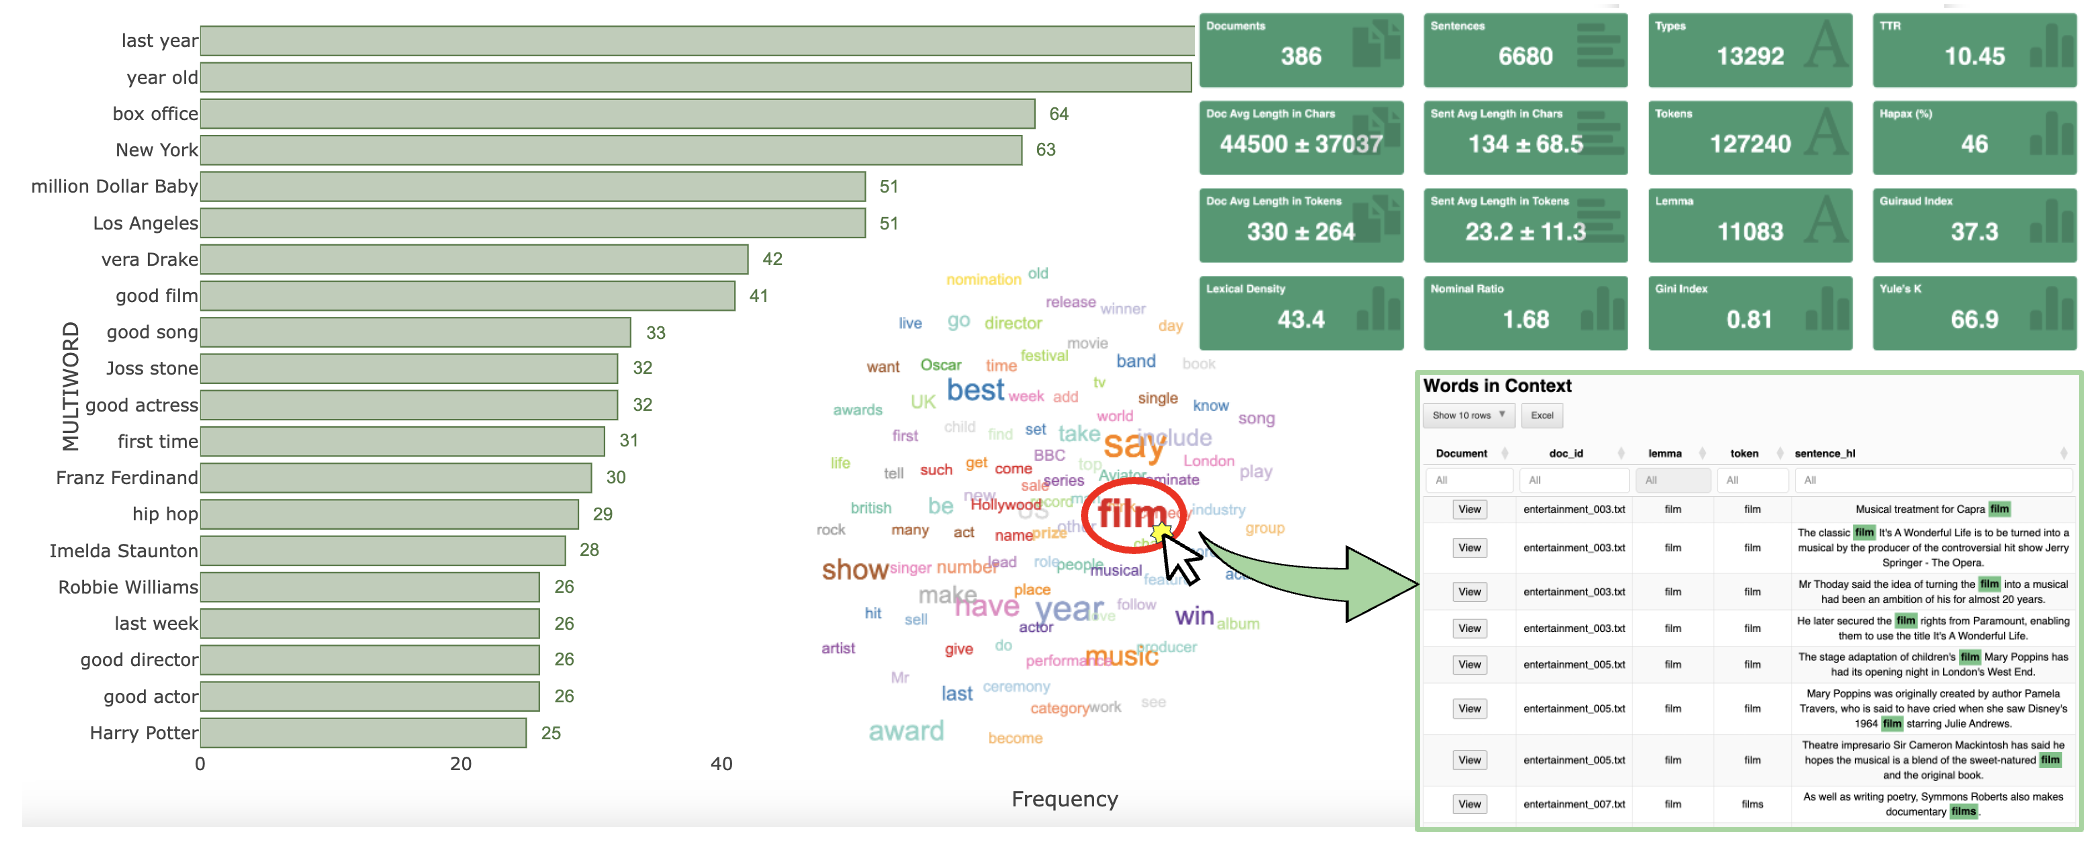 last year
year old
box office 64
New York 63
million Dollar Baby 51
Los Angeles 51
vera Drake 42
good film 41
good song 33
Joss stone 32
good actress 32
first time 31
Franz Ferdinand 30
hip hop 29
Imelda Staunton 28
Robbie Williams 26
last week 26
good director 26
good actor 26
Harry Potter 25
MULTIWORD
0 20 40
Frequency
Documents
386
Sentences
6680
Types
13292
TTR
10.45
Doc Avg Length in Chars
44500 ± 37037
Sent Avg Length in Chars
134 ± 68.5
Tokens
127240
Hapax (%)
46
Doc Avg Length in Tokens
330 ± 264
Sent Avg Length in Tokens
23.2 ± 11.3
Lemma
11083
Guiraud Index
37.3
Lexical Density
43.4
Nominal Ratio
1.68
Gini Index
0.81
Yule's K
66.9
nomination old
release winner
live go director day
movie
festival
want Oscar time band book
tv
best week add single
UK know
awards world song
child set take
first find say include
BBC
life get top London
tell such come play
series Aviator nominate
sale
new record
british be Hollywood US film industry
other comedy
rock many act name prize group
lead role people
show singer number musical
make place
have year follow
hit sell win album
actor
artist give do producer
performance music
Mr
last ceremony
category work see
award become
Words in Context
Show 10 rows Excel
Document doc_id lemma token sentence_hl
All All All All All
View entertainment_003.txt film film Musical treatment for Capra film
The classic film It's A Wonderful Life is to be turned into a
View entertainment_003.txt film film musical by the producer of the controversial hit show Jerry
Springer - The Opera.
Mr Thoday said the idea of turning the film into a musical
View entertainment_003.txt film film had been an ambition of his for almost 20 years.
He later secured the film rights from Paramount, enabling
View entertainment_003.txt film film them to use the title It's A Wonderful Life.
The stage adaptation of children's film Mary Poppins has
View entertainment_005.txt film film had its opening night in London's West End.
Mary Poppins was originally created by author Pamela
View entertainment_005.txt film film Travers, who is said to have cried when she saw Disney's
1964 film starring Julie Andrews.
Theatre impresario Sir Cameron Mackintosh has said he
View entertainment_005.txt film film hopes the musical is a blend of the sweet-natured film
and the original book.
As well as writing poetry, Symmons Roberts also makes
View entertainment_007.txt film films documentary films.